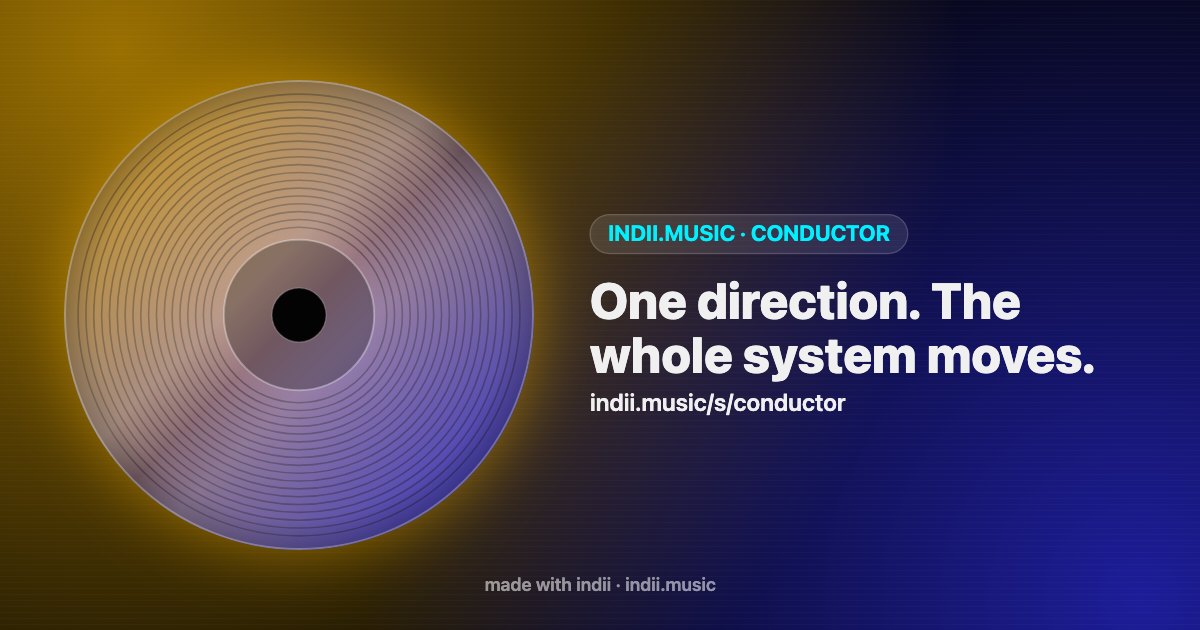 INDII.MUSIC · CONDUCTOR
One direction. The
whole system moves.
indii.music/s/conductor
made with indii · indii.music